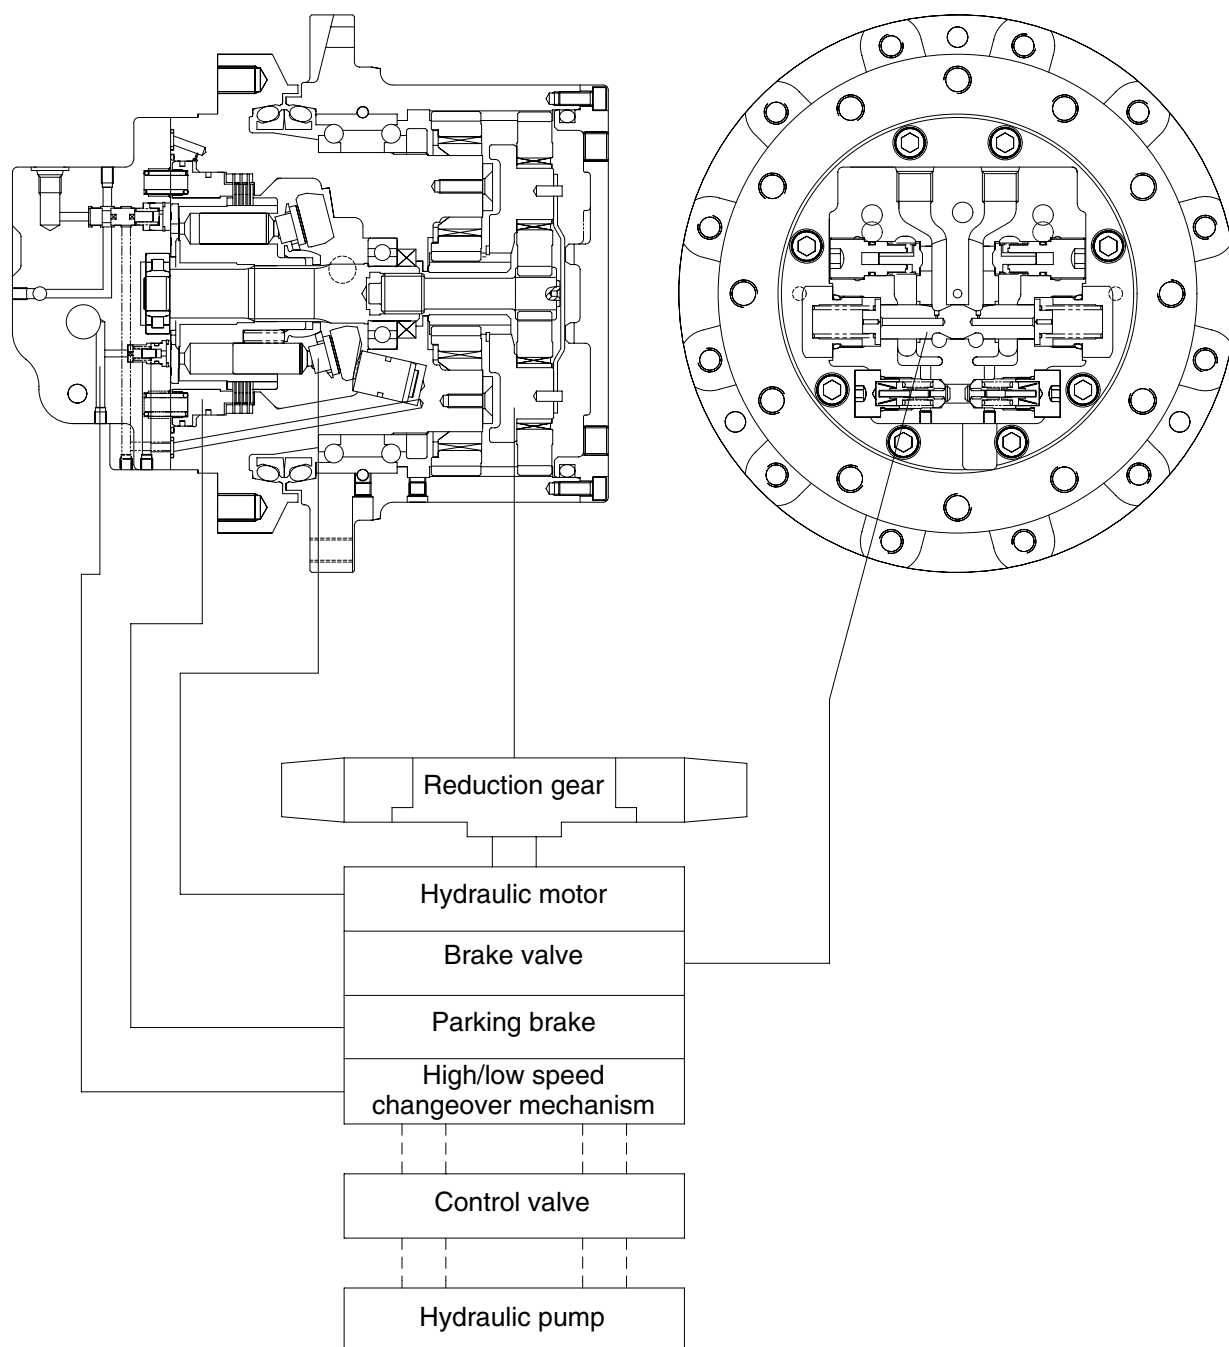 Reduction gear
Hydraulic motor
Brake valve
Parking brake
High/low speed
changeover mechanism
Control valve
Hydraulic pump